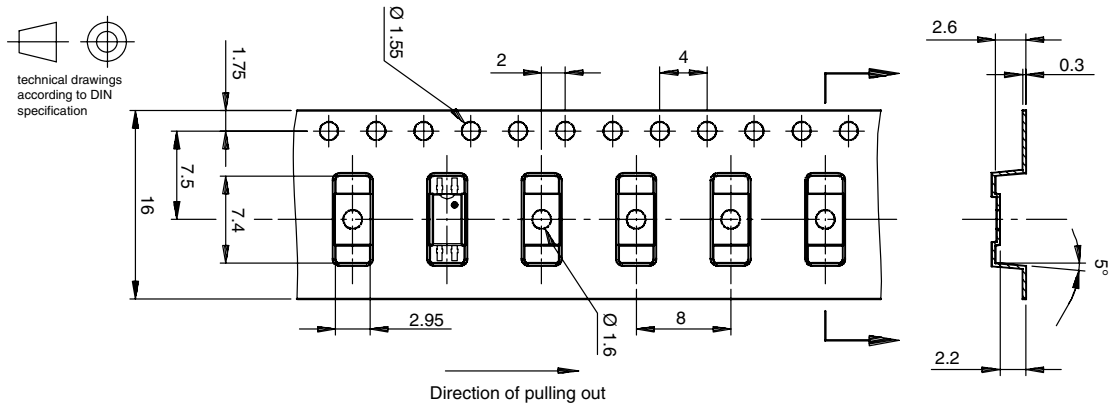 technical drawings
according to DIN
specification
1.75
Ø 1.55
2
4
2.6
0.3
16
7.5
7.4
2.95
Ø 1.6
8
5°
2.2
Direction of pulling out